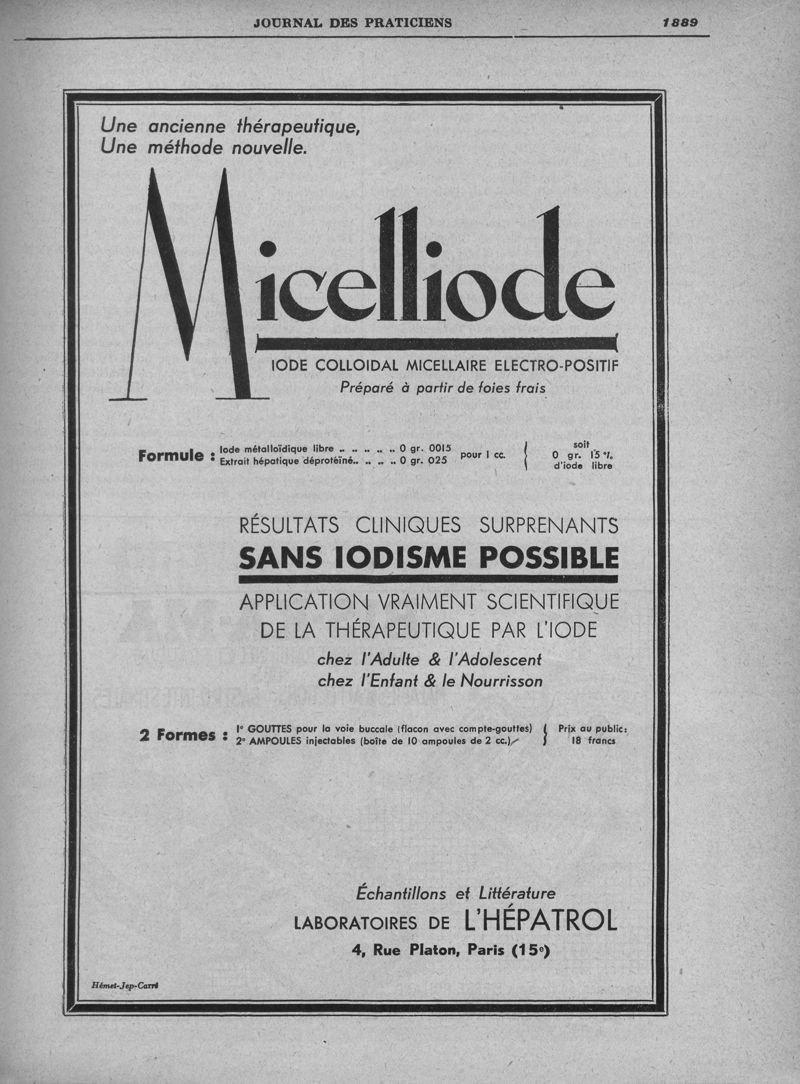 JOURNAL DES PRATICIENS 1889
Une ancienne thérapeutique,
Une méthode nouvelle.
Micelliode
IODE COLLOIDAL MICELLAIRE ELECTRO-POSITIF
Préparé à partir de foies frais
Formule : Iode métalloïdique libre .. .. .. .. .. 0 gr. 0015 pour 1 cc. soit
Extrait hépatique déprotéïné.. .. .. .. 0 gr. 025 0 gr. 15 %.
d'iode libre
RÉSULTATS CLINIQUES SURPRENANTS
SANS IODISME POSSIBLE
APPLICATION VRAIMENT SCIENTIFIQUE
DE LA THÉRAPEUTIQUE PAR L'IODE
chez l'Adulte & l'Adolescent
chez l'Enfant & le Nourrisson
2 Formes : 1º GOUTTES pour la voie buccale (flacon avec compte-gouttes) Prix au public:
2º AMPOULES injectables (boîte de 10 ampoules de 2 cc.) 18 francs
Échantillons et Littérature
LABORATOIRES DE L'HÉPATROL
4, Rue Platon, Paris (15e)
Hémet-Jep-Carré